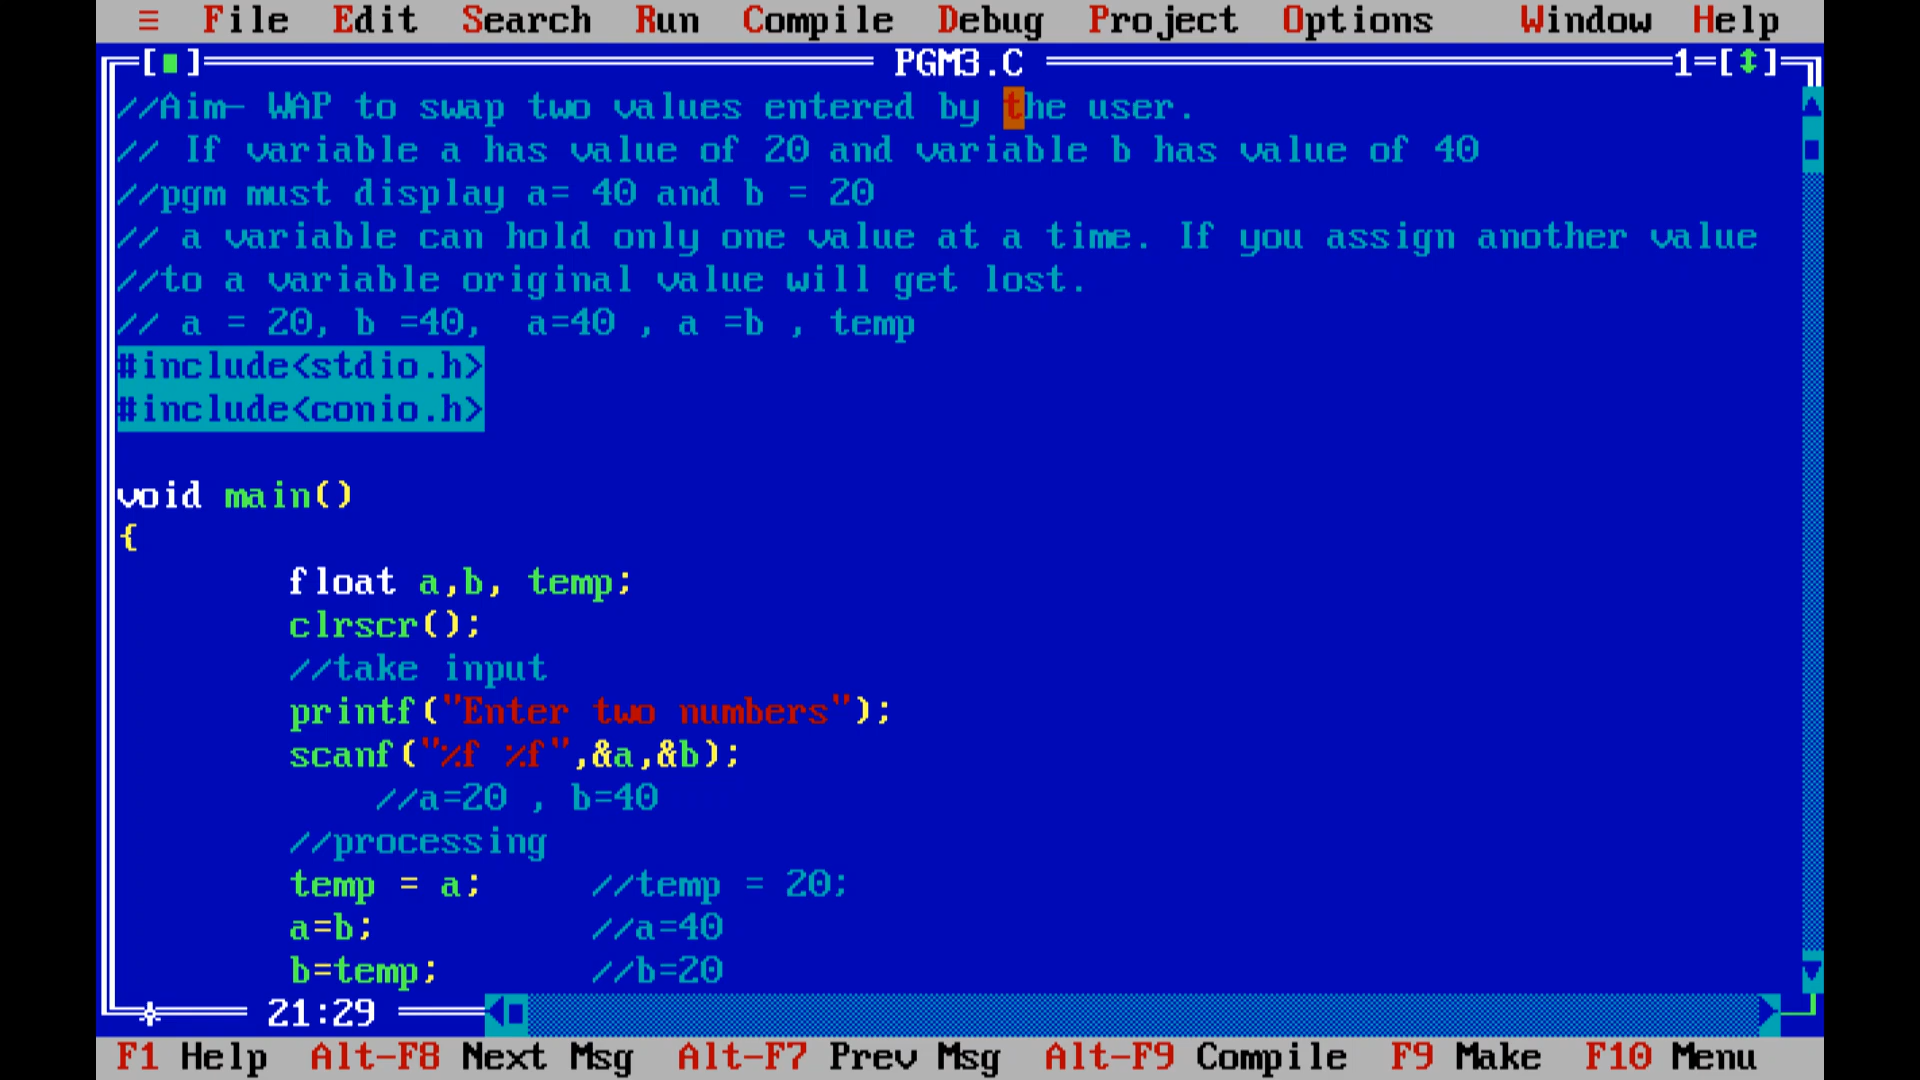 ≡ File Edit Search Run Compile Debug Project Options Window Help
[■] PGM3.C 1=[↕]
//Aim- WAP to swap two values entered by the user.
// If variable a has value of 20 and variable b has value of 40
//pgm must display a= 40 and b = 20
// a variable can hold only one value at a time. If you assign another value
//to a variable original value will get lost.
// a = 20, b =40,  a=40 , a =b , temp
#include<stdio.h>
#include<conio.h>
void main()
{
float a,b, temp;
clrscr();
//take input
printf("Enter two numbers");
scanf("%f %f",&a,&b);
//a=20 , b=40
//processing
temp = a;     //temp = 20;
a=b;          //a=40
b=temp;       //b=20
21:29
F1 Help Alt-F8 Next Msg Alt-F7 Prev Msg Alt-F9 Compile F9 Make F10 Menu